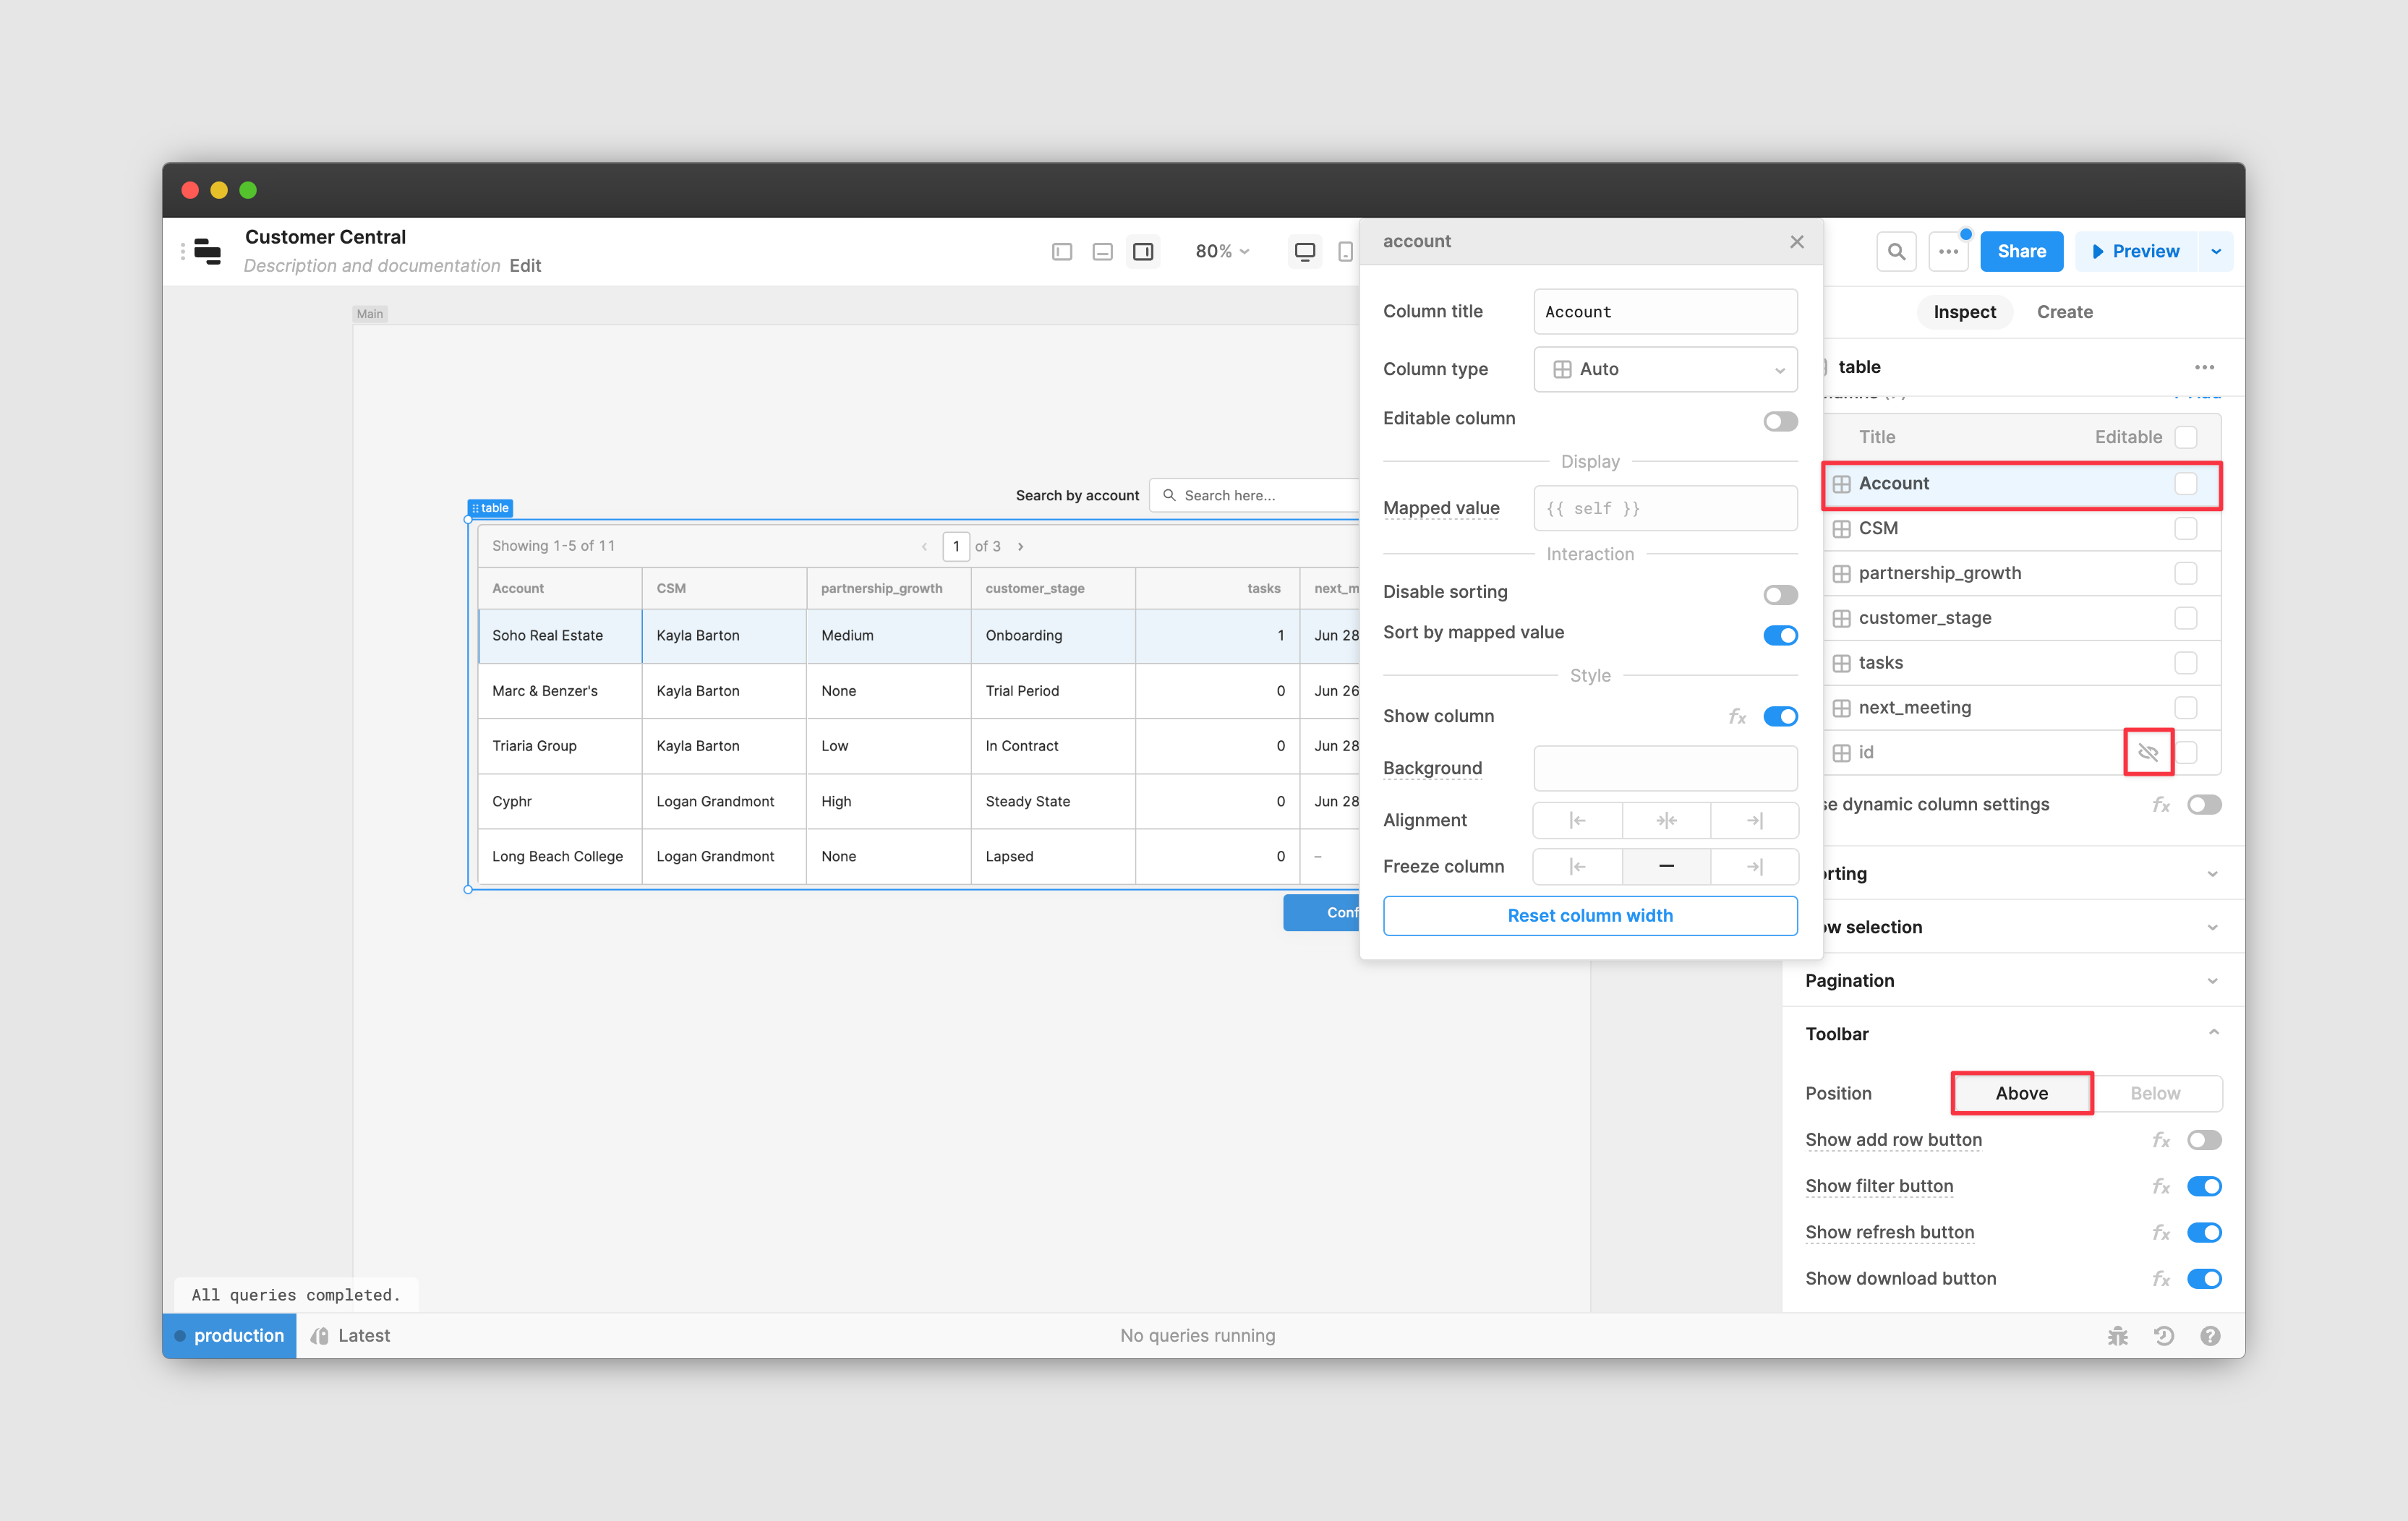 Customer Central
Description and documentation Edit
80%
Share
Preview
Main
Search by account
Search here...
table
Showing 1-5 of 11
1 of 3
Account CSM partnership_growth customer_stage tasks
Soho Real Estate Kayla Barton Medium Onboarding 1 Jun 28
Marc & Benzer's Kayla Barton None Trial Period 0 Jun 26
Triaria Group Kayla Barton Low In Contract 0 Jun 28
Cyphr Logan Grandmont High Steady State 0 Jun 28
Long Beach College Logan Grandmont None Lapsed 0 –
Conf
account
Column title Account
Column type Auto
Editable column
Display
Mapped value {{ self }}
Interaction
Disable sorting
Sort by mapped value
Style
Show column fx
Background
Alignment
Freeze column
Reset column width
Inspect Create
table
Title Editable
Account
CSM
partnership_growth
customer_stage
tasks
next_meeting
id
dynamic column settings fx
selection
Pagination
Toolbar
Position Above Below
Show add row button fx
Show filter button fx
Show refresh button fx
Show download button fx
All queries completed.
production Latest No queries running